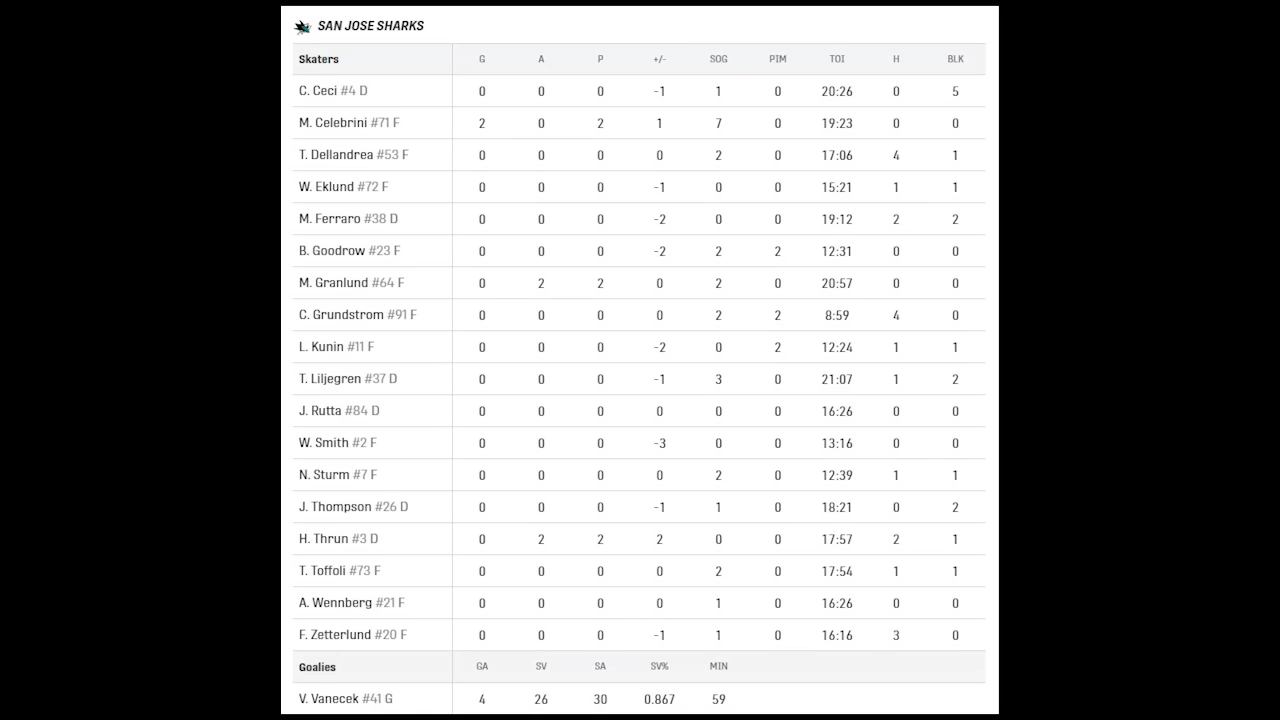 SAN JOSE SHARKS
Skaters G A P +/- SOG PIM TOI H BLK
C. Ceci #4 D 0 0 0 -1 1 0 20:26 0 5
M. Celebrini #71 F 2 0 2 1 7 0 19:23 0 0
T. Dellandrea #53 F 0 0 0 0 2 0 17:06 4 1
W. Eklund #72 F 0 0 0 -1 0 0 15:21 1 1
M. Ferraro #38 D 0 0 0 -2 0 0 19:12 2 2
B. Goodrow #23 F 0 0 0 -2 2 2 12:31 0 0
M. Granlund #64 F 0 2 2 0 2 0 20:57 0 0
C. Grundstrom #91 F 0 0 0 0 2 2 8:59 4 0
L. Kunin #11 F 0 0 0 -2 0 2 12:24 1 1
T. Liljegren #37 D 0 0 0 -1 3 0 21:07 1 2
J. Rutta #84 D 0 0 0 0 0 0 16:26 0 0
W. Smith #2 F 0 0 0 -3 0 0 13:16 0 0
N. Sturm #7 F 0 0 0 0 2 0 12:39 1 1
J. Thompson #26 D 0 0 0 -1 1 0 18:21 0 2
H. Thrun #3 D 0 2 2 2 0 0 17:57 2 1
T. Toffoli #73 F 0 0 0 0 2 0 17:54 1 1
A. Wennberg #21 F 0 0 0 0 1 0 16:26 0 0
F. Zetterlund #20 F 0 0 0 -1 1 0 16:16 3 0
Goalies GA SV SA SV% MIN
V. Vanecek #41 G 4 26 30 0.867 59